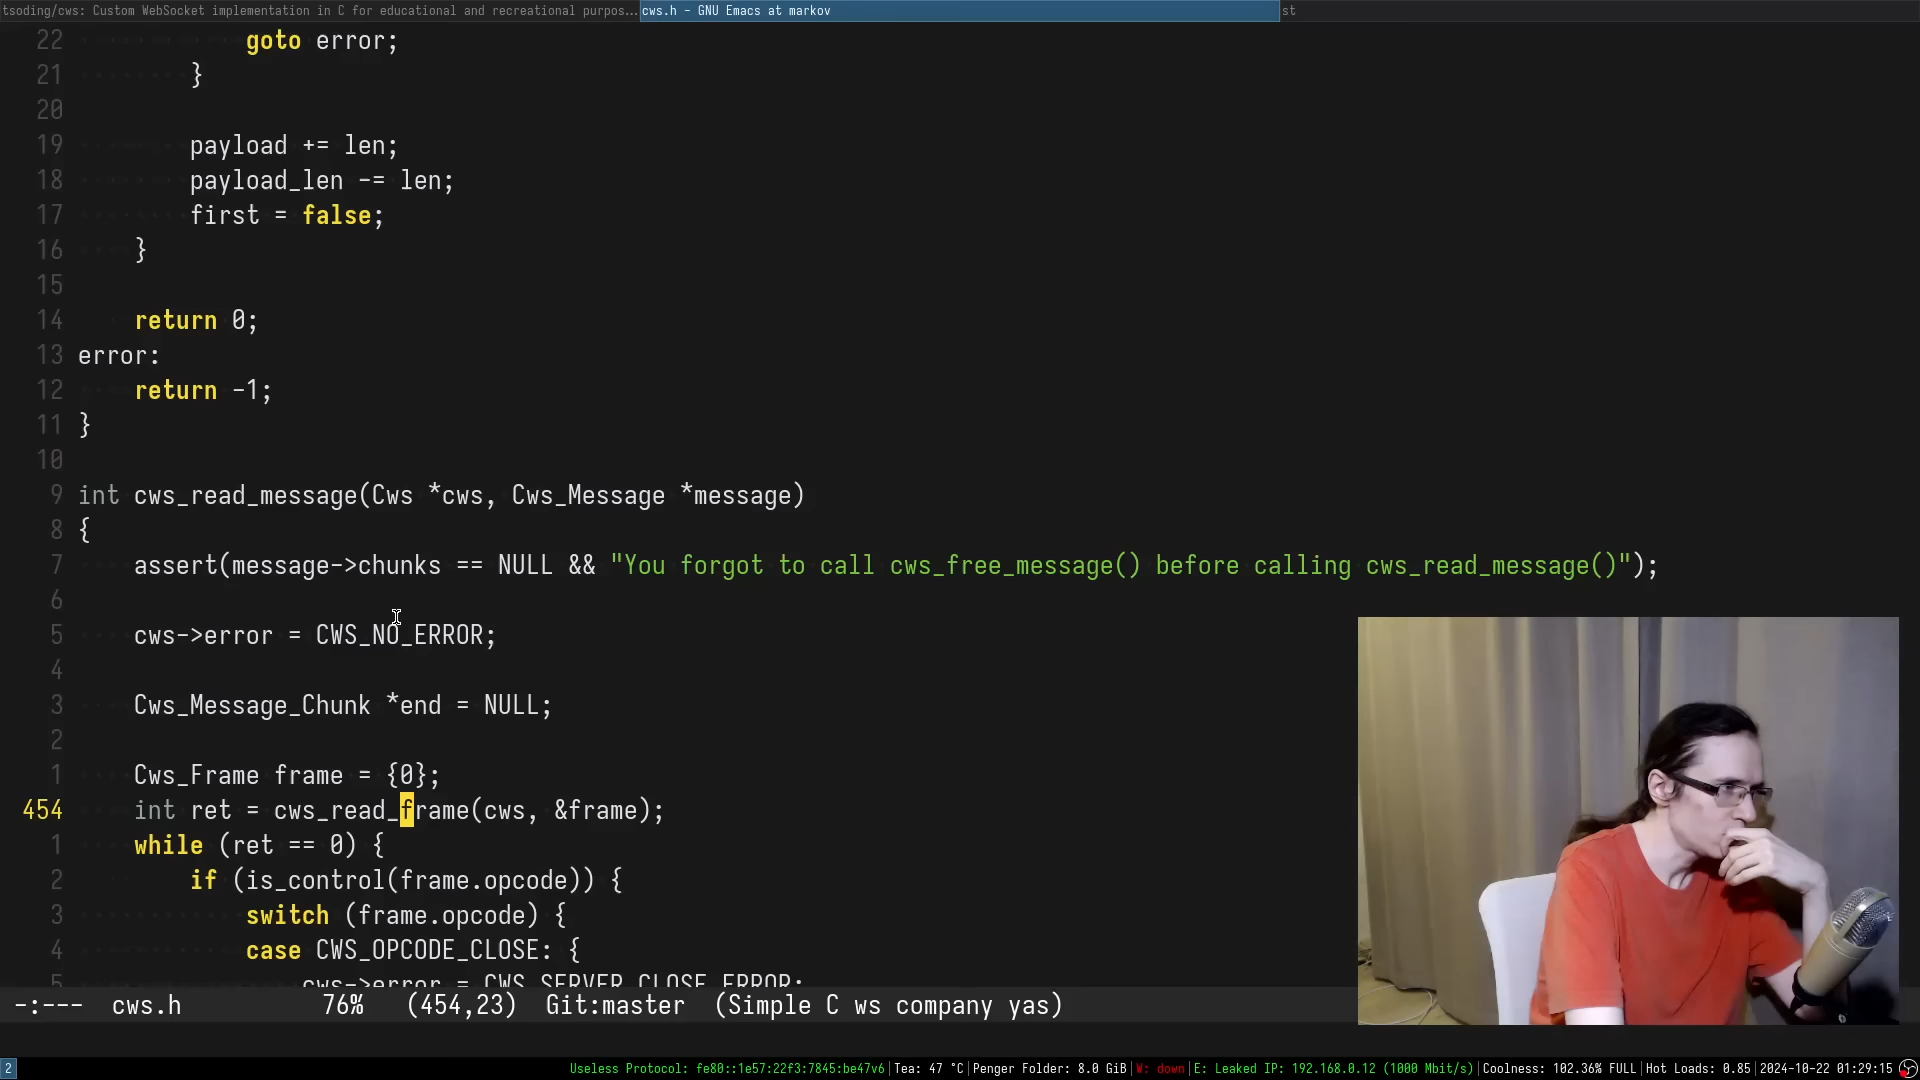 tsoding/cws: Custom WebSocket implementation in C for educational and recreational purpos... cws.h - GNU Emacs at markov st
22 goto error;
21 }
20
19 payload += len;
18 payload_len -= len;
17 first = false;
16 }
15
14 return 0;
13 error:
12 return -1;
11 }
10
9 int cws_read_message(Cws *cws, Cws_Message *message)
8 {
7 assert(message->chunks == NULL && "You forgot to call cws_free_message() before calling cws_read_message()");
6
5 cws->error = CWS_NO_ERROR;
4
3 Cws_Message_Chunk *end = NULL;
2
1 Cws_Frame frame = {0};
454 int ret = cws_read_frame(cws, &frame);
1 while (ret == 0) {
2 if (is_control(frame.opcode)) {
3 switch (frame.opcode) {
4 case CWS_OPCODE_CLOSE: {
5 cws->error = CWS_SERVER_CLOSE_ERROR;
-:--- cws.h 76% (454,23) Git:master (Simple C ws company yas)
2 Useless Protocol: fe80::1e57:22f3:7845:be47v6|Tea: 47 °C|Penger Folder: 8.0 GiB|W: down|E: Leaked IP: 192.168.0.12 (1000 Mbit/s)|Coolness: 102.36% FULL|Hot Loads: 0.85|2024-10-22 01:29:15